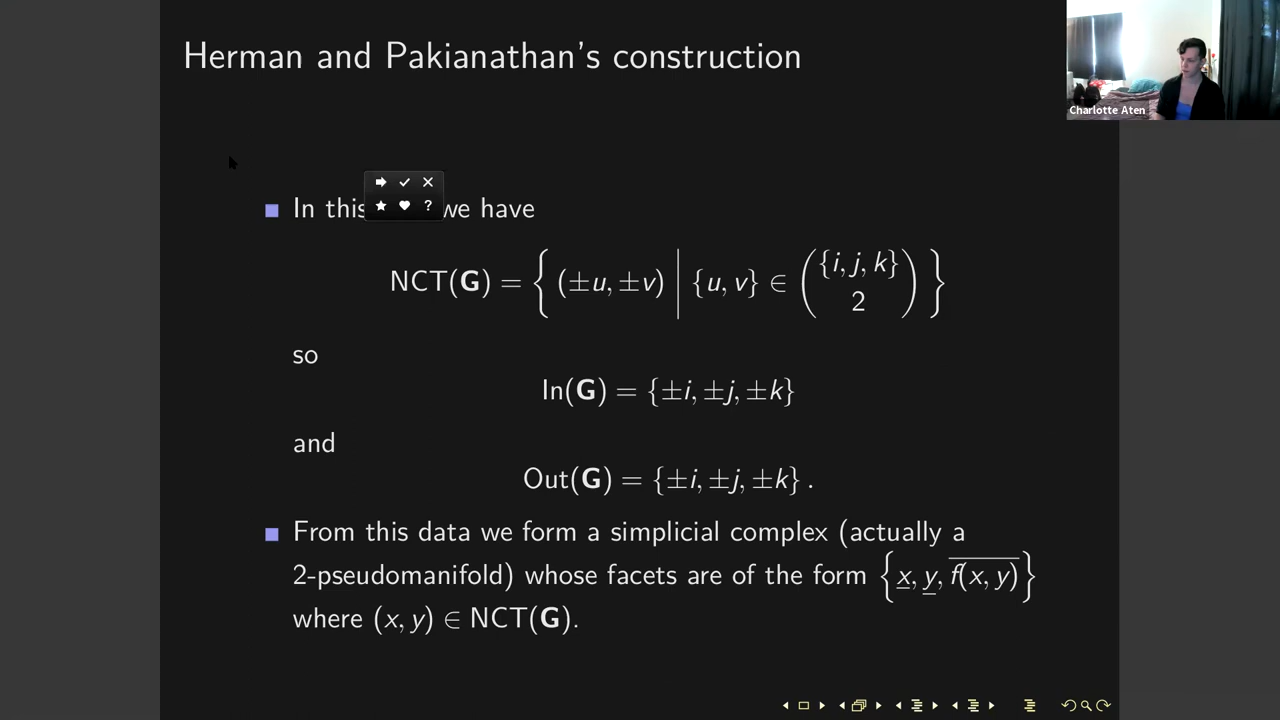 Herman and Pakianathan's construction
Charlotte Aten
In this we have
NCT(G) = { (±u, ±v) | {u, v} ∈ ( {i, j, k} 2 ) }
so
In(G) = {±i, ±j, ±k}
and
Out(G) = {±i, ±j, ±k} .
From this data we form a simplicial complex (actually a
2-pseudomanifold) whose facets are of the form {x̲, y̲, f(x, y)‾}
where (x, y) ∈ NCT(G).